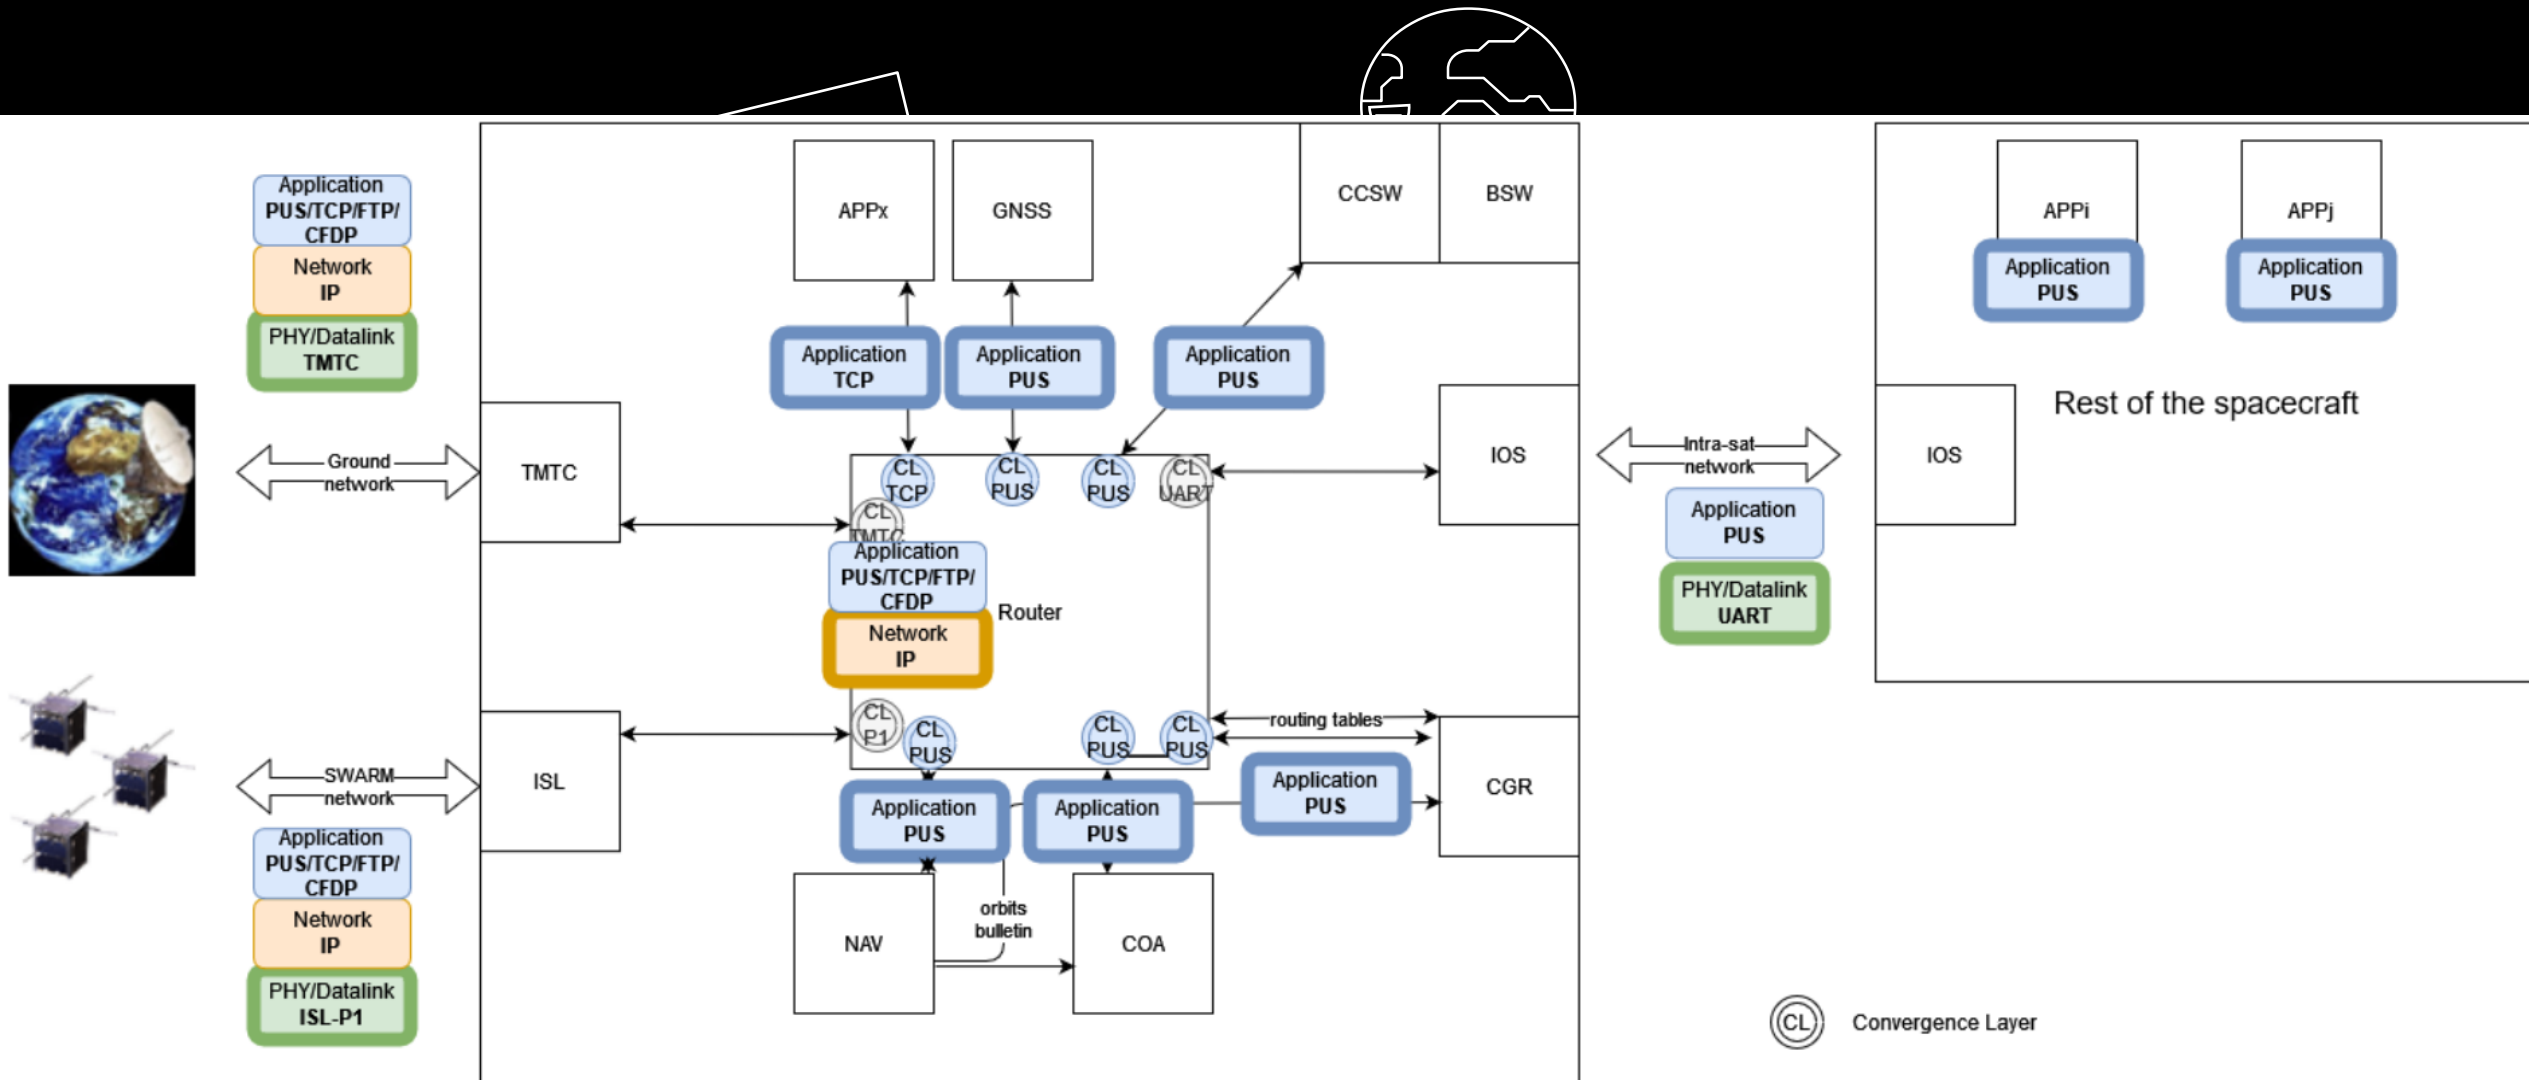 Application
PUS/TCP/FTP/
CFDP
Network
IP
PHY/Datalink
TMTC
Ground
network
TMTC
APPx
GNSS
CCSW
BSW
Application
TCP
Application
PUS
Application
PUS
CL
TCP
CL
PUS
CL
PUS
CL
UART
CL
TMTC
Application
PUS/TCP/FTP/
CFDP
Network
IP
Router
IOS
Intra-sat
network
Application
PUS
PHY/Datalink
UART
APPi
Application
PUS
APPj
Application
PUS
Rest of the spacecraft
IOS
SWARM
network
ISL
Application
PUS/TCP/FTP/
CFDP
Network
IP
PHY/Datalink
ISL-P1
CL
P1
CL
PUS
CL
PUS
CL
PUS
routing tables
Application
PUS
Application
PUS
Application
PUS
CGR
NAV
orbits
bulletin
COA
CL
Convergence Layer